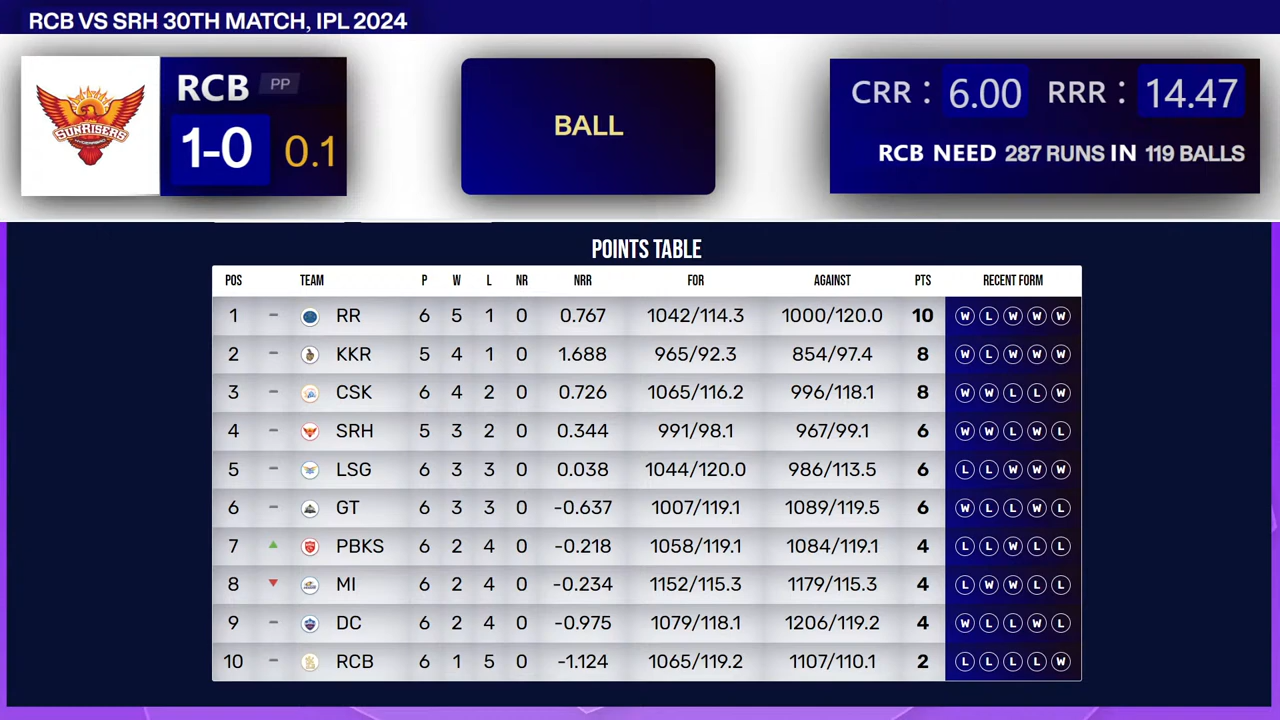 RCB VS SRH 30TH MATCH, IPL 2024
SUNRISERS
RCB PP
1-0 0.1
BALL
CRR : 6.00 RRR : 14.47
RCB NEED 287 RUNS IN 119 BALLS
POINTS TABLE
POS TEAM P W L NR NRR FOR AGAINST PTS RECENT FORM
1 RR 6 5 1 0 0.767 1042/114.3 1000/120.0 10 W L W W W
2 KKR 5 4 1 0 1.688 965/92.3 854/97.4 8 W L W W W
3 CSK 6 4 2 0 0.726 1065/116.2 996/118.1 8 W W L L W
4 SRH 5 3 2 0 0.344 991/98.1 967/99.1 6 W W L W L
5 LSG 6 3 3 0 0.038 1044/120.0 986/113.5 6 L L W W W
6 GT 6 3 3 0 -0.637 1007/119.1 1089/119.5 6 W L L W L
7 PBKS 6 2 4 0 -0.218 1058/119.1 1084/119.1 4 L L W L L
8 MI 6 2 4 0 -0.234 1152/115.3 1179/115.3 4 L W W L L
9 DC 6 2 4 0 -0.975 1079/118.1 1206/119.2 4 W L L W L
10 RCB 6 1 5 0 -1.124 1065/119.2 1107/110.1 2 L L L L W